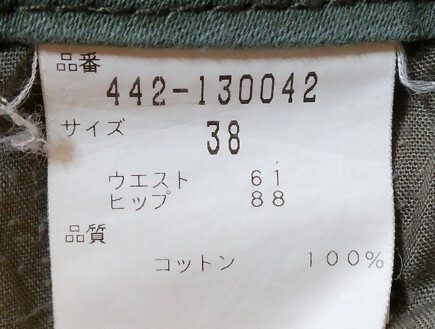 品番
442-130042
サイズ 38
ウエスト 61
ヒップ 88
品質
コットン 100%